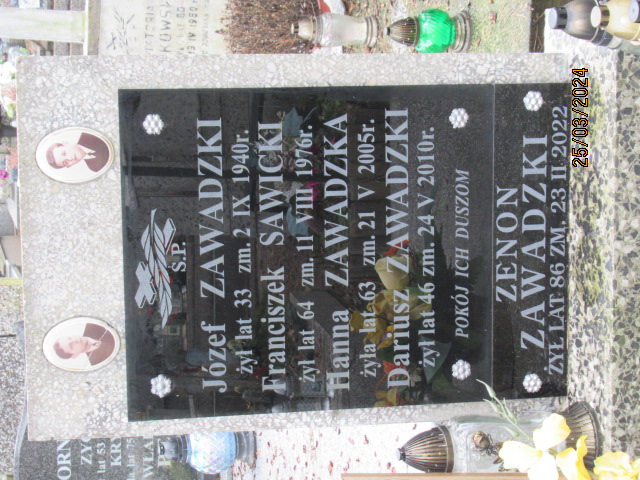 Ś.P.
Józef ZAWADZKI
żył lat 33 zm. 2 IX 1940r.
Franciszek SAWICKI
żył lat 64 zm. 11 VIII 1976r.
Hanna ZAWADZKA
żyła lat 63 zm. 21 V 2005r.
Dariusz ZAWADZKI
żył lat 46 zm. 24 V 2010r.
POKÓJ ICH DUSZOM
ZENON
ZAWADZKI
ŻYŁ LAT 86 ZM. 23 II 2022
25/03/2024